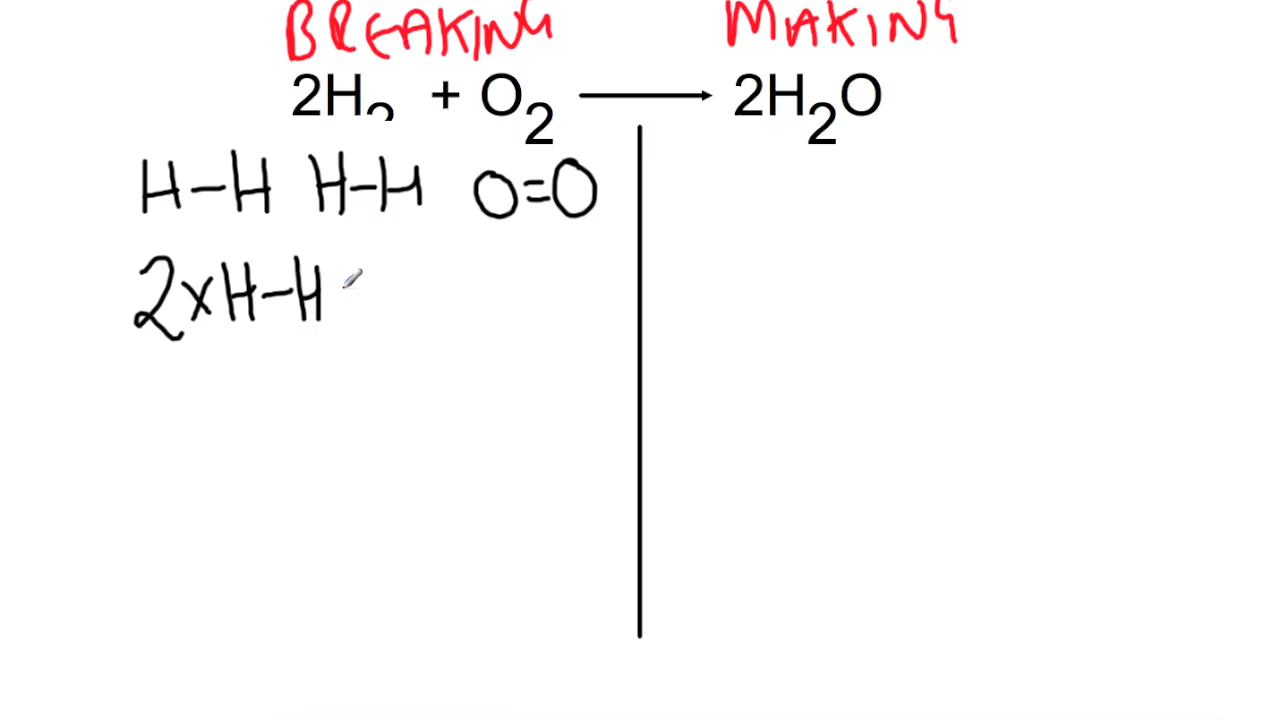 BREAKING MAKING
2H₂ + O₂ ⟶ 2H₂O
H-H H-H O=O
2xH-H